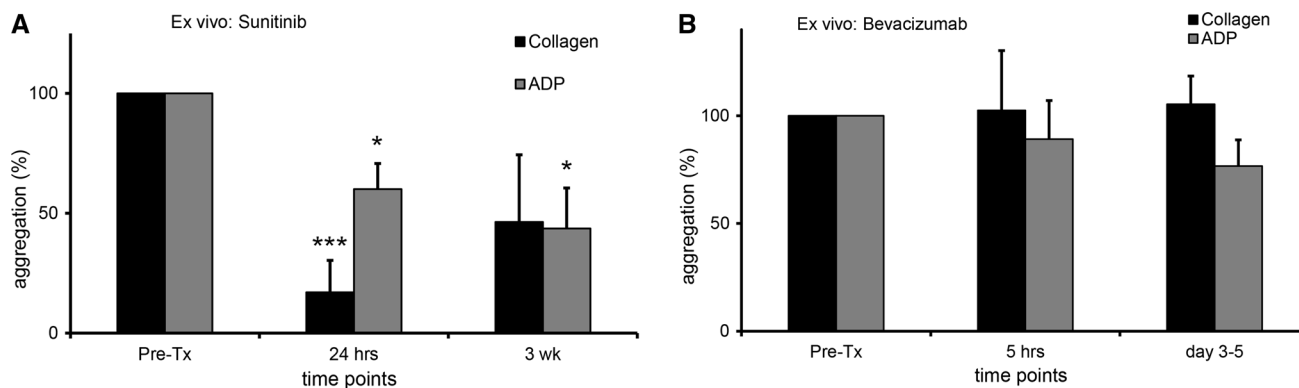 A
Ex vivo: Sunitinib
Collagen
ADP
aggregation (%)
100
50
0
***
*
*
Pre-Tx
24 hrs
3 wk
time points
B
Ex vivo: Bevacizumab
Collagen
ADP
aggregation (%)
100
50
0
Pre-Tx
5 hrs
day 3-5
time points